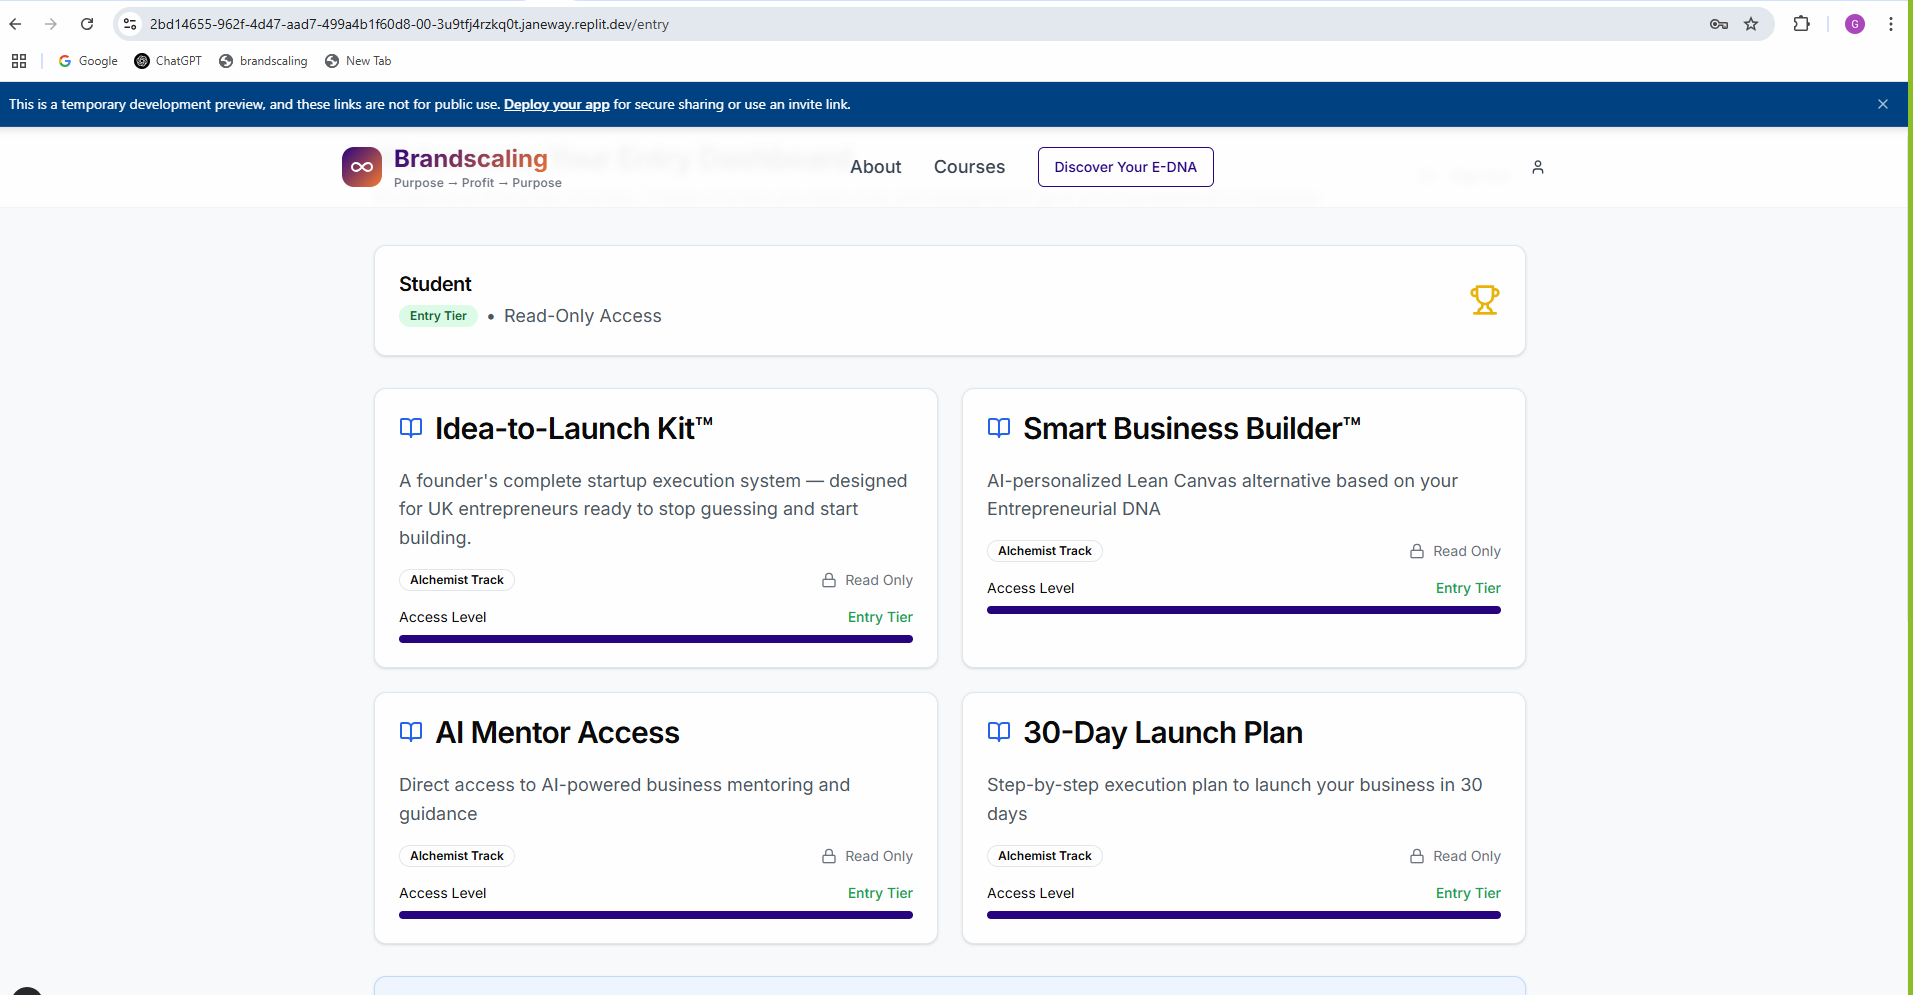 2bd14655-962f-4d47-aad7-499a4b1f60d8-00-3u9tfj4rzkq0t.janeway.replit.dev/entry
G
Google
ChatGPT
brandscaling
New Tab
This is a temporary development preview, and these links are not for public use. Deploy your app for secure sharing or use an invite link.
Brandscaling
Purpose → Profit → Purpose
Your Entry Dashboard
About
Courses
Discover Your E-DNA
Student
Entry Tier • Read-Only Access
Idea-to-Launch Kit™
A founder's complete startup execution system — designed
for UK entrepreneurs ready to stop guessing and start
building.
Alchemist Track
Read Only
Access Level
Entry Tier
Smart Business Builder™
AI-personalized Lean Canvas alternative based on your
Entrepreneurial DNA
Alchemist Track
Read Only
Access Level
Entry Tier
AI Mentor Access
Direct access to AI-powered business mentoring and
guidance
Alchemist Track
Read Only
Access Level
Entry Tier
30-Day Launch Plan
Step-by-step execution plan to launch your business in 30
days
Alchemist Track
Read Only
Access Level
Entry Tier